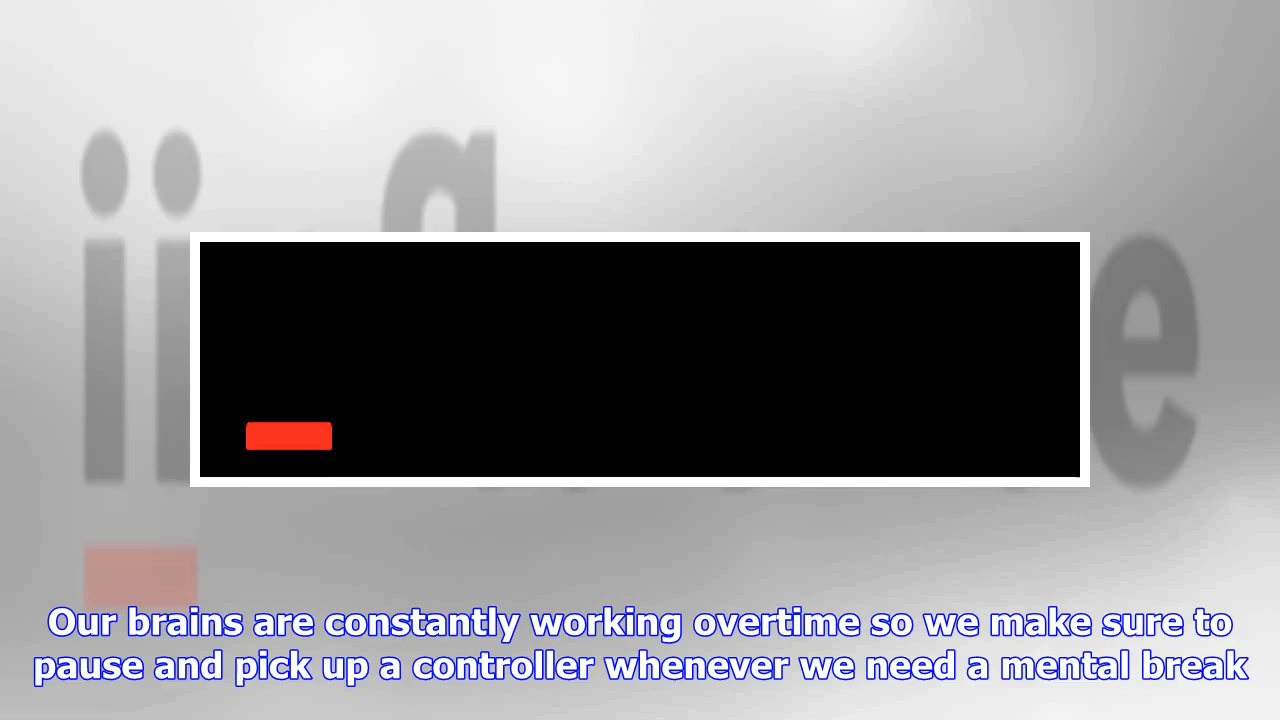 Our brains are constantly working overtime so we make sure to
pause and pick up a controller whenever we need a mental break